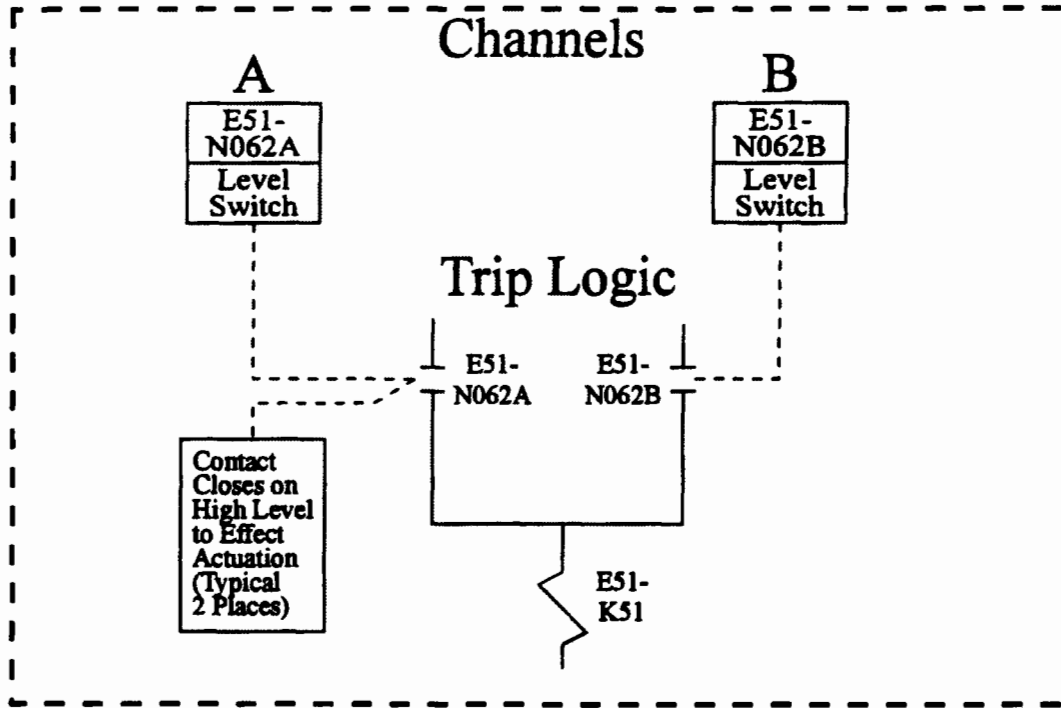 Channels
A
E51-
N062A
Level
Switch
B
E51-
N062B
Level
Switch
Trip Logic
E51-
N062A
E51-
N062B
Contact
Closes on
High Level
to Effect
Actuation
(Typical
2 Places)
E51-
K51